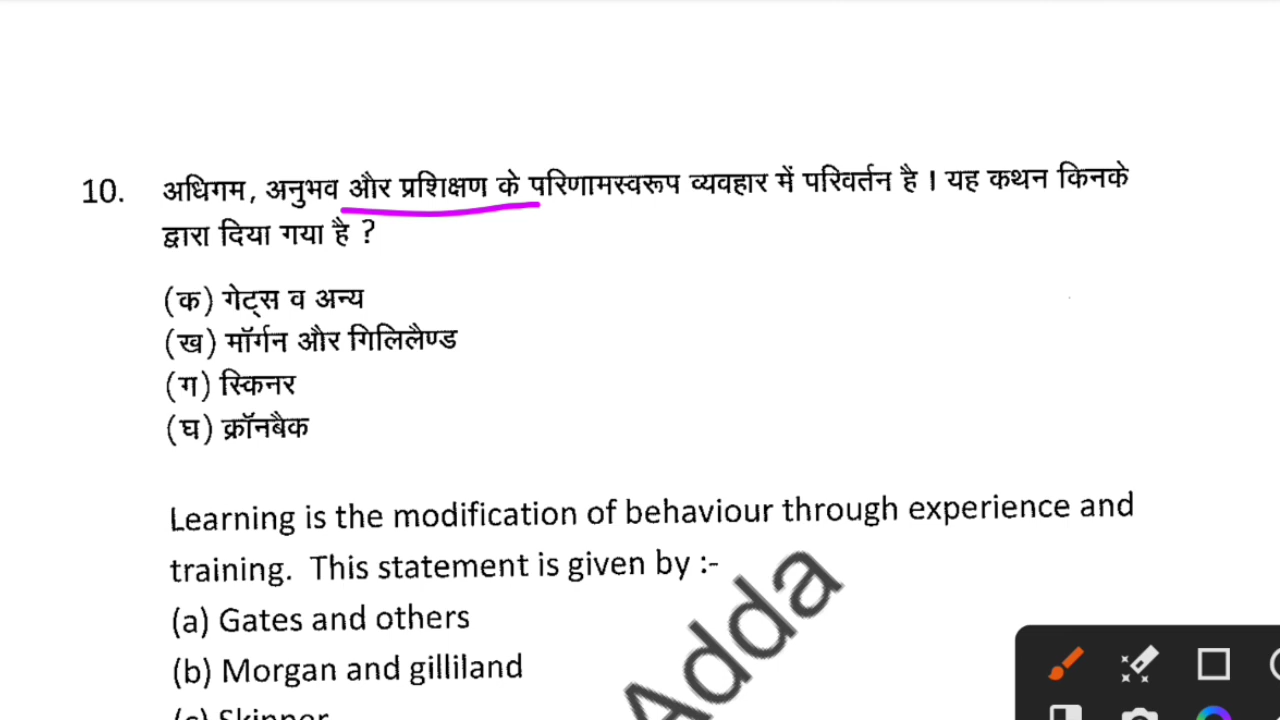 10. अधिगम, अनुभव और प्रशिक्षण के परिणामस्वरूप व्यवहार में परिवर्तन है । यह कथन किनके
द्वारा दिया गया है ?
(क) गेट्स व अन्य
(ख) मॉर्गन और गिलिलैण्ड
(ग) स्किनर
(घ) क्रॉनबैक
Learning is the modification of behaviour through experience and
training. This statement is given by :-
(a) Gates and others
(b) Morgan and gilliland
(c) Skinner
Adda